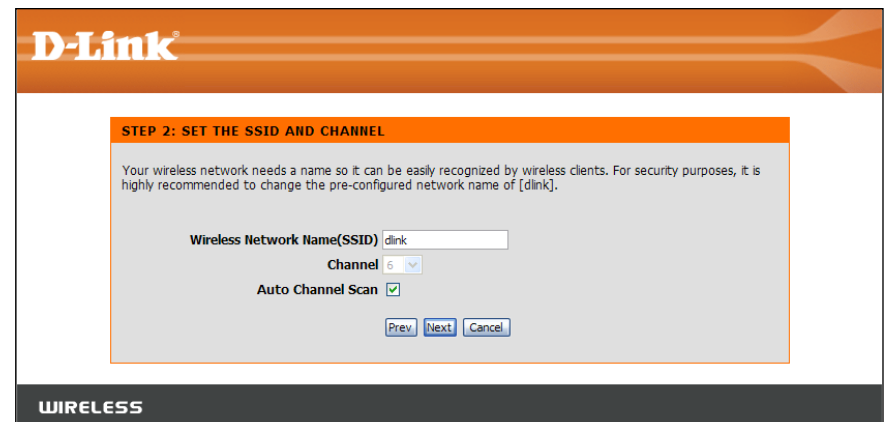 D-Link®
STEP 2: SET THE SSID AND CHANNEL
Your wireless network needs a name so it can be easily recognized by wireless clients. For security purposes, it is
highly recommended to change the pre-configured network name of [dlink].
Wireless Network Name(SSID) dlink
Channel 6
Auto Channel Scan
Prev Next Cancel
WIRELESS